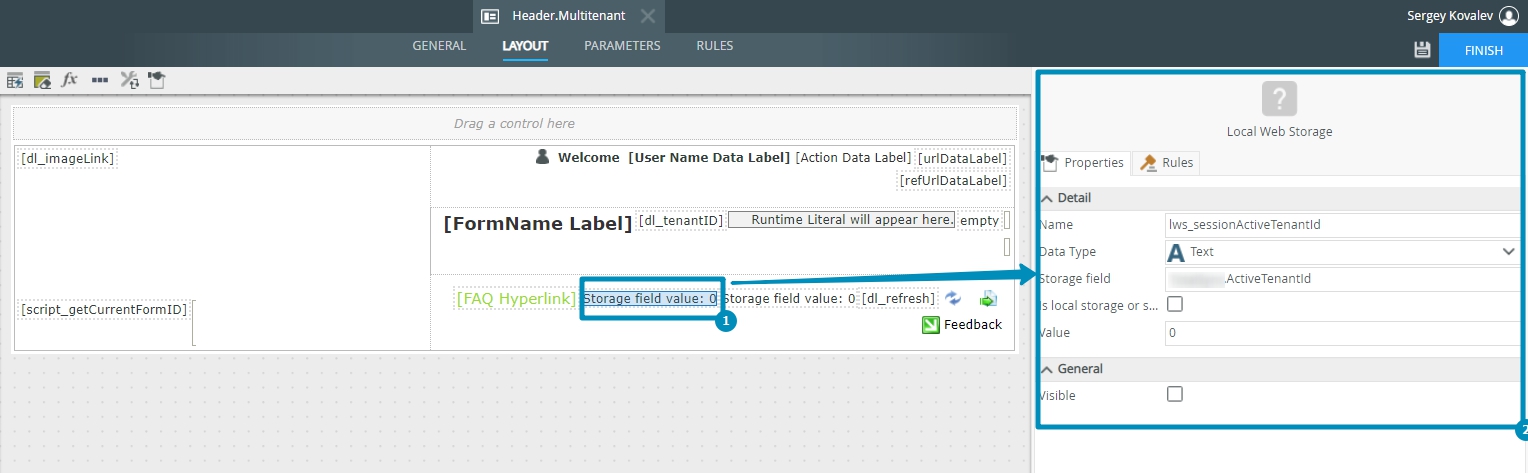 Header.Multitenant
Sergey Kovalev
GENERAL LAYOUT PARAMETERS RULES
FINISH
fx
Drag a control here
[dl_imageLink]
Welcome [User Name Data Label] [Action Data Label] [urlDataLabel]
[refUrlDataLabel]
[FormName Label] [dl_tenantID] Runtime Literal will appear here. empty
[FAQ Hyperlink] Storage field value: 0 Storage field value: 0 [dl_refresh]
[script_getCurrentFormID]
1
Feedback
?
Local Web Storage
Properties Rules
Detail
Name lws_sessionActiveTenantId
Data Type A Text
Storage field .ActiveTenantId
Is local storage or s...
Value 0
General
Visible
2